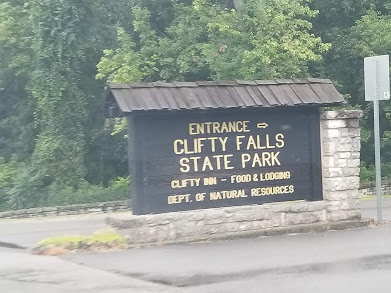 ENTRANCE ⇨
CLIFTY FALLS
STATE PARK
CLIFTY INN – FOOD & LODGING
DEPT. OF NATURAL RESOURCES